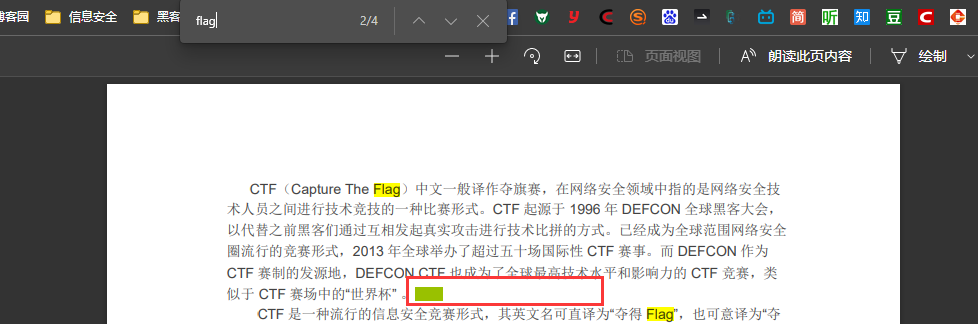 博客园 信息安全 黑客
flag 2/4
简 听 知 豆
页面视图 朗读此页内容 绘制
CTF（Capture The Flag）中文一般译作夺旗赛，在网络安全领域中指的是网络安全技
术人员之间进行技术竞技的一种比赛形式。CTF 起源于 1996 年 DEFCON 全球黑客大会，
以代替之前黑客们通过互相发起真实攻击进行技术比拼的方式。已经成为全球范围网络安全
圈流行的竞赛形式，2013 年全球举办了超过五十场国际性 CTF 赛事。而 DEFCON 作为
CTF 赛制的发源地，DEFCON CTF 也成为了全球最高技术水平和影响力的 CTF 竞赛，类
似于 CTF 赛场中的“世界杯” 。
CTF 是一种流行的信息安全竞赛形式，其英文名可直译为“夺得 Flag”，也可意译为“夺